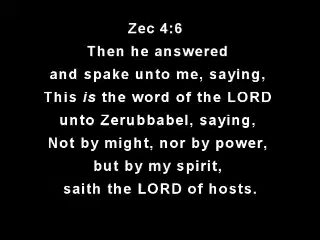 Zec 4:6
Then he answered
and spake unto me, saying,
This is the word of the LORD
unto Zerubbabel, saying,
Not by might, nor by power,
but by my spirit,
saith the LORD of hosts.